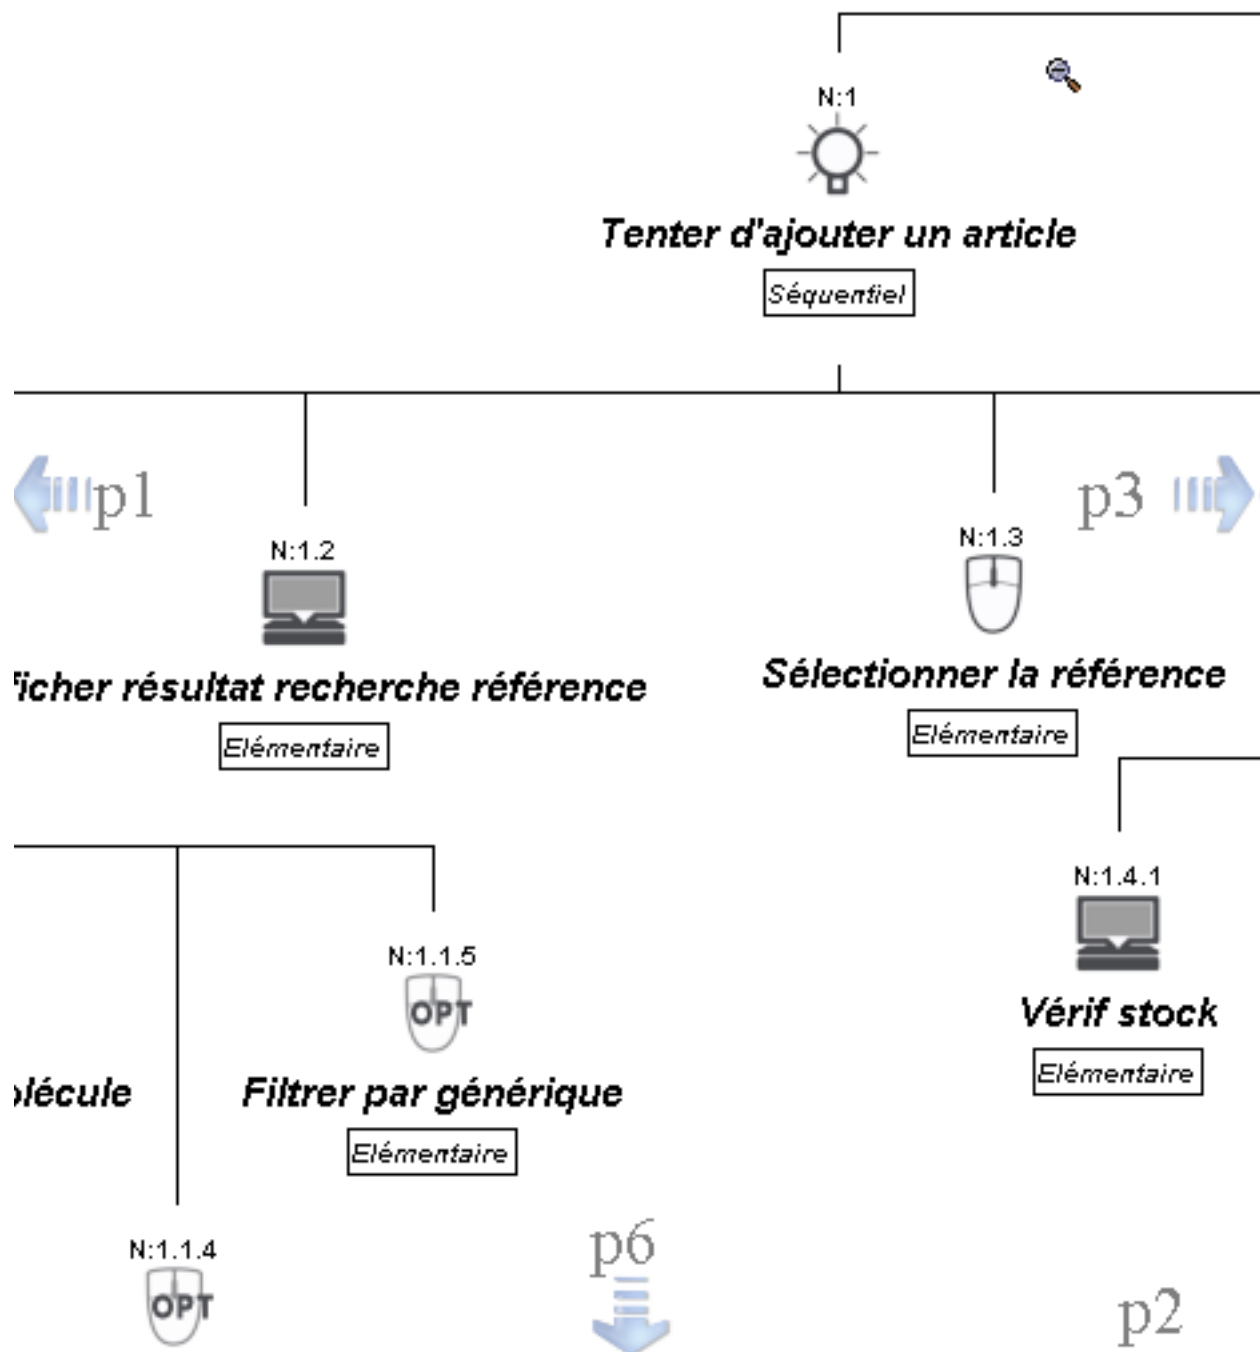 N:1
Tenter d'ajouter un article
Séquentiel
p1
p3
N:1.2
N:1.3
ficher résultat recherche référence
Sélectionner la référence
Elémentaire
Elémentaire
N:1.4.1
N:1.1.5
OPT
Vérif stock
Elémentaire
olécule
Filtrer par générique
Elémentaire
N:1.1.4
OPT
p6
p2